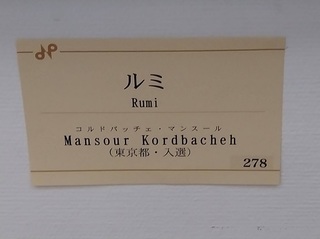 ルミ
Rumi
コルドバッチェ・マンスール
Mansour Kordbacheh
(東京都・入選)
278